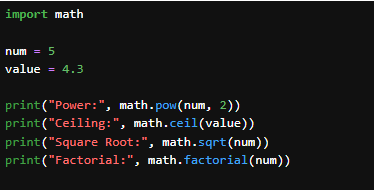 import math
num = 5
value = 4.3
print("Power:", math.pow(num, 2))
print("Ceiling:", math.ceil(value))
print("Square Root:", math.sqrt(num))
print("Factorial:", math.factorial(num))